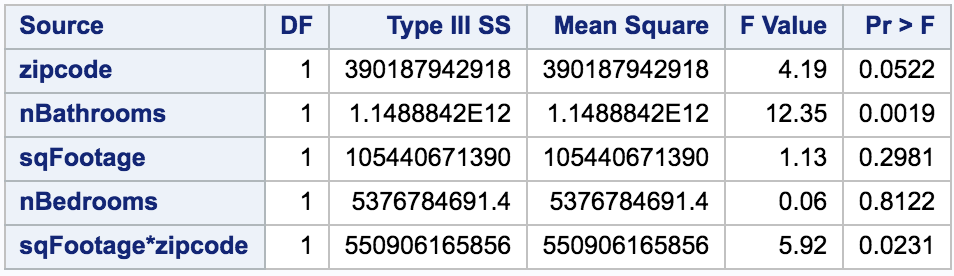 Source DF Type III SS Mean Square F Value Pr > F
zipcode 1 390187942918 390187942918 4.19 0.0522
nBathrooms 1 1.1488842E12 1.1488842E12 12.35 0.0019
sqFootage 1 105440671390 105440671390 1.13 0.2981
nBedrooms 1 5376784691.4 5376784691.4 0.06 0.8122
sqFootage*zipcode 1 550906165856 550906165856 5.92 0.0231